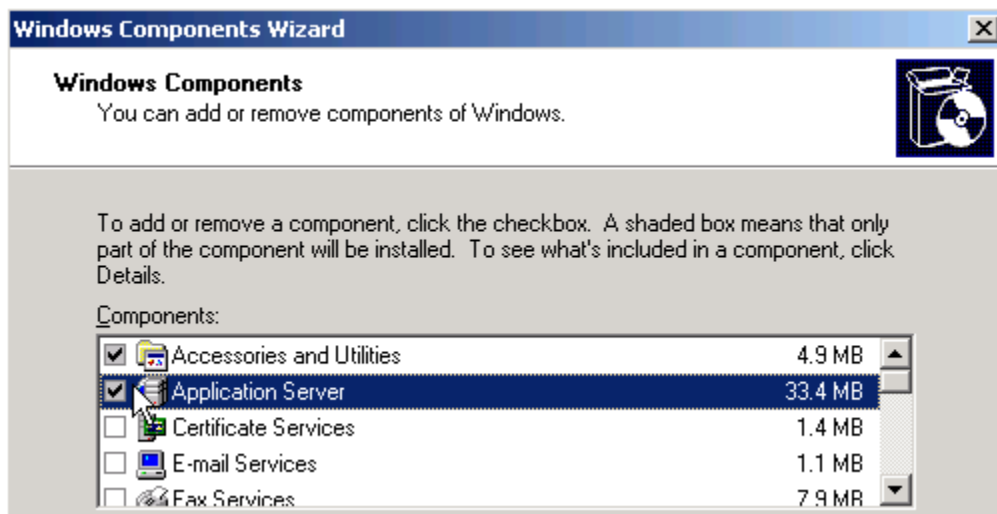 Windows Components Wizard
Windows Components
You can add or remove components of Windows.
To add or remove a component, click the checkbox. A shaded box means that only
part of the component will be installed. To see what's included in a component, click
Details.
Components:
Accessories and Utilities 4.9 MB
Application Server 33.4 MB
Certificate Services 1.4 MB
E-mail Services 1.1 MB
Fax Services 7.9 MB